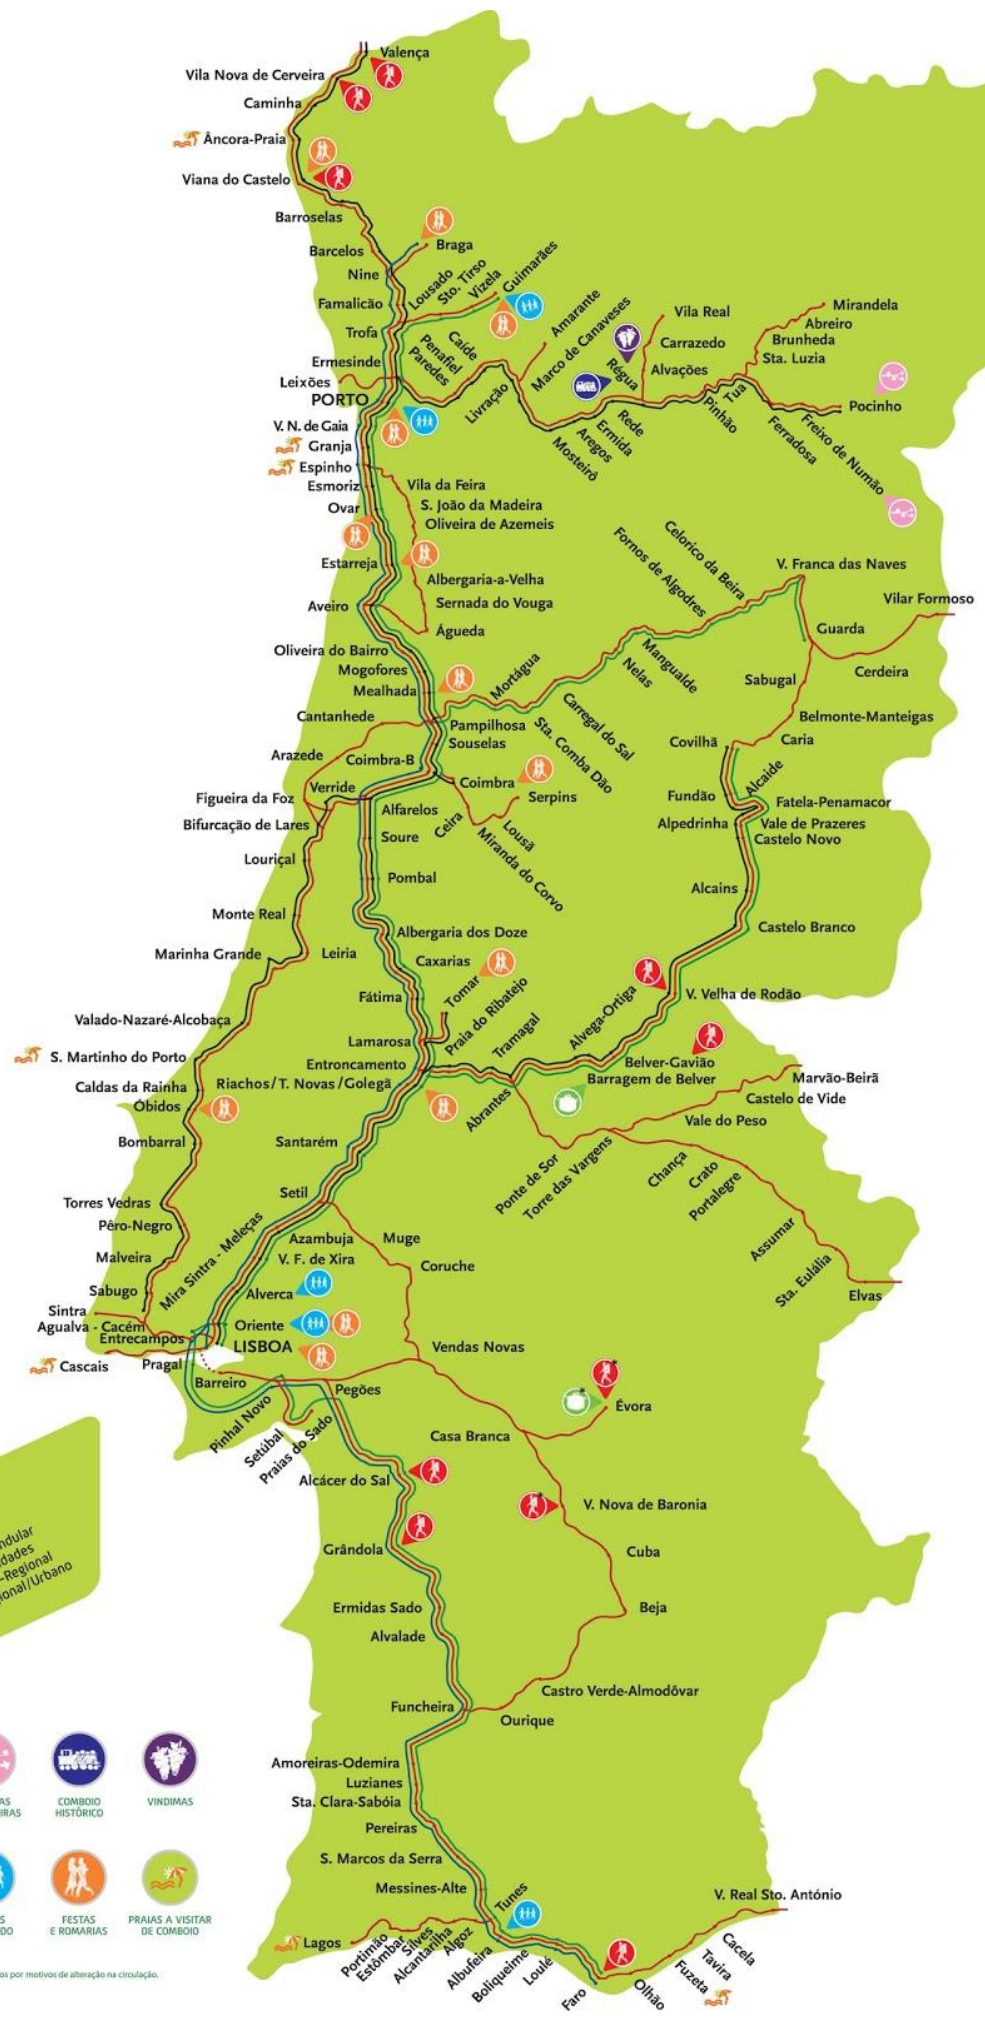 Valença
Vila Nova de Cerveira
Caminha
Âncora-Praia
Viana do Castelo
Barroselas
Barcelos
Braga
Nine
Famalicão
Lousado
Sto. Tirso
Vizela
Guimarães
Trofa
Ermesinde
Leixões
PORTO
Paredes
Penafiel
Caíde
Livração
Amarante
Marco de Canaveses
Mosteirô
Aregos
Ermida
Rede
Régua
Vila Real
Carrazedo
Alvações
Pinhão
Tua
Mirandela
Abreiro
Brunheda
Sta. Luzia
Ferradosa
Freixo de Numão
Pocinho
V. N. de Gaia
Granja
Espinho
Esmoriz
Ovar
Vila da Feira
S. João da Madeira
Oliveira de Azemeis
Estarreja
Albergaria-a-Velha
Aveiro
Sernada do Vouga
Águeda
Oliveira do Bairro
Mogofores
Mealhada
Cantanhede
Pampilhosa
Souselas
Mortágua
Sta. Comba Dão
Carregal do Sal
Nelas
Mangualde
Fornos de Algodres
Celorico da Beira
V. Franca das Naves
Vilar Formoso
Guarda
Cerdeira
Sabugal
Belmonte-Manteigas
Caria
Covilhã
Alcaide
Fundão
Fatela-Penamacor
Alpedrinha
Vale de Prazeres
Castelo Novo
Alcains
Castelo Branco
Arazede
Coimbra-B
Coimbra
Serpins
Verride
Figueira da Foz
Alfarelos
Ceira
Lousã
Miranda do Corvo
Bifurcação de Lares
Soure
Louriçal
Pombal
Monte Real
Albergaria dos Doze
Marinha Grande
Leiria
Caxarias
Fátima
Tomar
Praia do Ribatejo
Tramagal
Alvega-Ortiga
V. Velha de Rodão
Valado-Nazaré-Alcobaça
Lamarosa
S. Martinho do Porto
Entroncamento
Belver-Gavião
Barragem de Belver
Caldas da Rainha
Riachos/T. Novas/Golegã
Marvão-Beirã
Castelo de Vide
Óbidos
Abrantes
Vale do Peso
Bombarral
Santarém
Ponte de Sor
Torre das Vargens
Chança
Crato
Portalegre
Assumar
Sta. Eulália
Elvas
Torres Vedras
Setil
Pêro-Negro
Azambuja
Muge
Malveira
V. F. de Xira
Coruche
Mira Sintra - Meleças
Sabugo
Alverca
Sintra
Agualva - Cacém
Oriente
Entrecampos
LISBOA
Vendas Novas
Cascais
Pragal
Barreiro
Pegões
Pinhal Novo
Setúbal
Praias do Sado
Évora
Casa Branca
Alcácer do Sal
V. Nova de Baronia
Grândola
Cuba
Ermidas Sado
Beja
Alvalade
Castro Verde-Almodôvar
Funcheira
Ourique
Amoreiras-Odemira
Luzianes
Sta. Clara-Sabóia
Pereiras
S. Marcos da Serra
Messines-Alte
Tunes
V. Real Sto. António
Lagos
Portimão
Estômbar
Silves
Alcantarilha
Algoz
Albufeira
Boliqueime
Loulé
Faro
Olhão
Fuzeta
Tavira
Cacela
COMBOIO
HISTÓRICO
VINDIMAS
FESTAS
E ROMARIAS
PRAIAS A VISITAR
DE COMBOIO
por motivos de alteração na circulação.